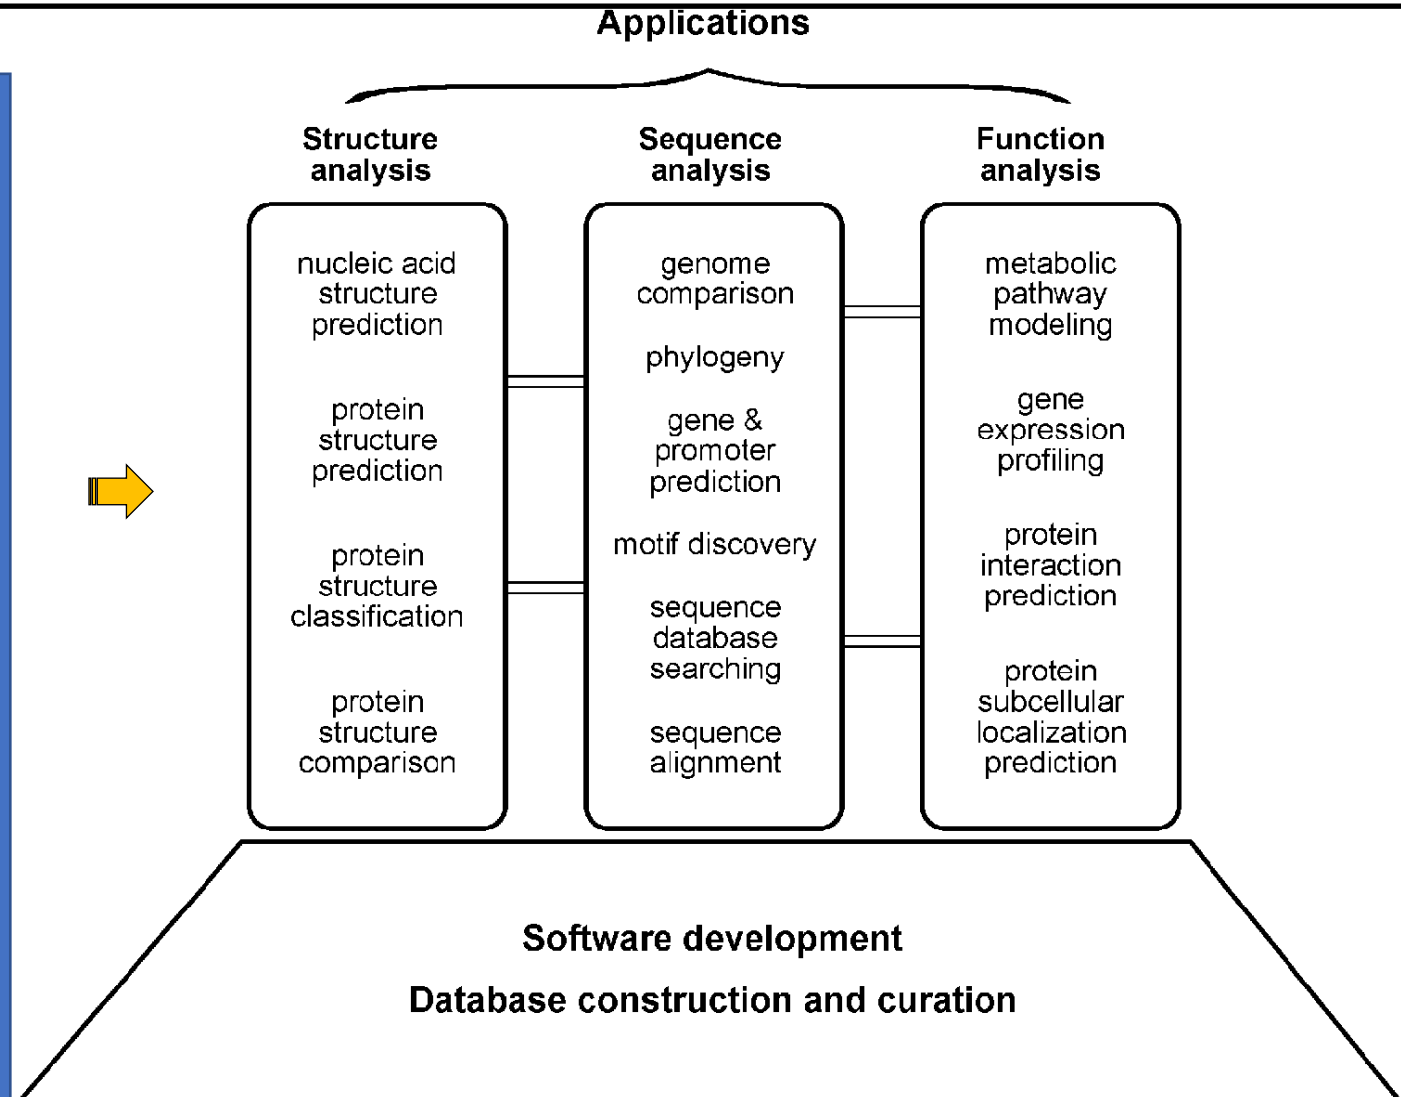 Applications
Structure
analysis
nucleic acid
structure
prediction
protein
structure
prediction
protein
structure
classification
protein
structure
comparison
Sequence
analysis
genome
comparison
phylogeny
gene &
promoter
prediction
motif discovery
sequence
database
searching
sequence
alignment
Function
analysis
metabolic
pathway
modeling
gene
expression
profiling
protein
interaction
prediction
protein
subcellular
localization
prediction
Software development
Database construction and curation